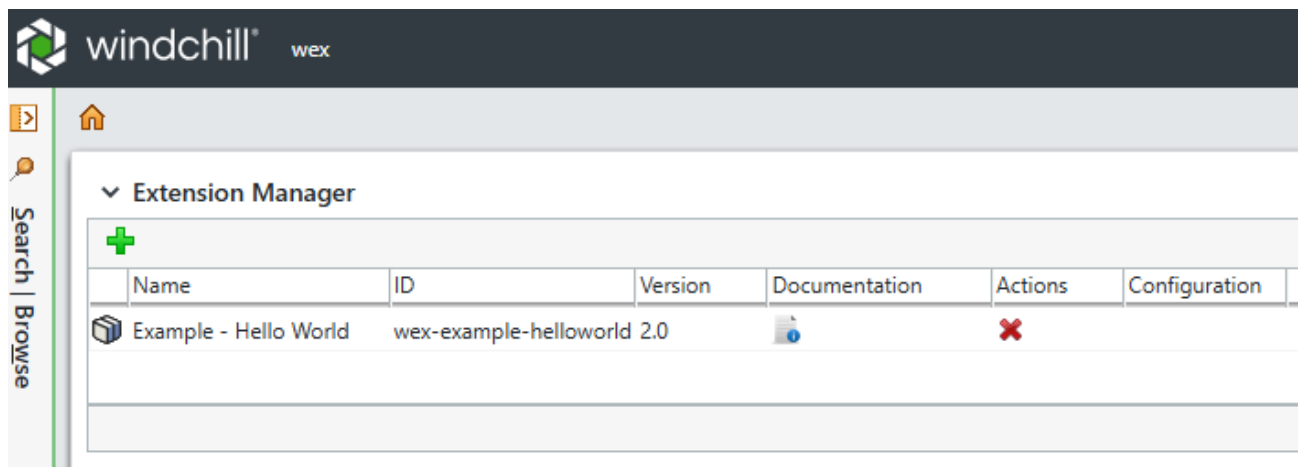 windchill® wex
Search | Browse
Extension Manager
Name ID Version Documentation Actions Configuration
Example - Hello World wex-example-helloworld 2.0